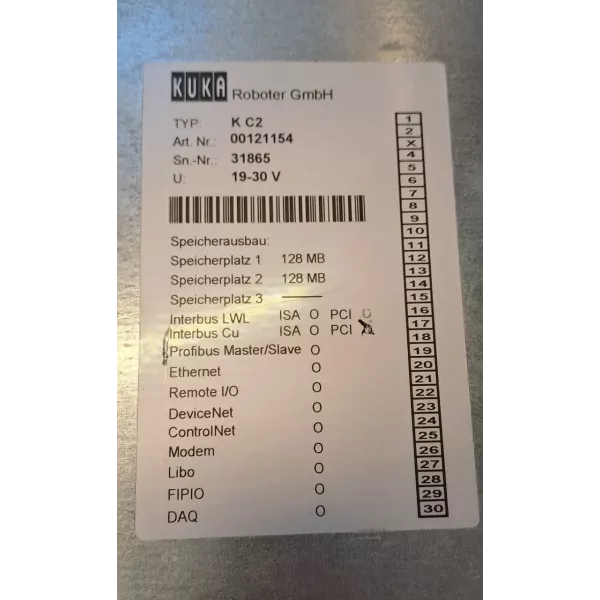 KUKA Roboter GmbH
TYP: K C2
Art. Nr.: 00121154
Sn.-Nr.: 31865
U: 19-30 V
Speicherausbau:
Speicherplatz 1 128 MB
Speicherplatz 2 128 MB
Speicherplatz 3 ———
Interbus LWL ISA O PCI O
Interbus Cu ISA O PCI X
Profibus Master/Slave O
Ethernet O
Remote I/O O
DeviceNet O
ControlNet O
Modem O
Libo O
FIPIO O
DAQ O
1
2
X
4
5
6
7
8
9
10
11
12
13
14
15
16
17
18
19
20
21
22
23
24
25
26
27
28
29
30